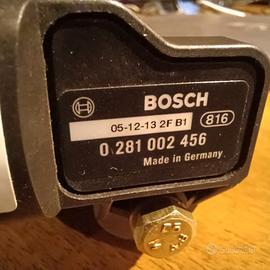 BOSCH
05-12-13 2F B1
0 281 002 456
816
Made in Germany